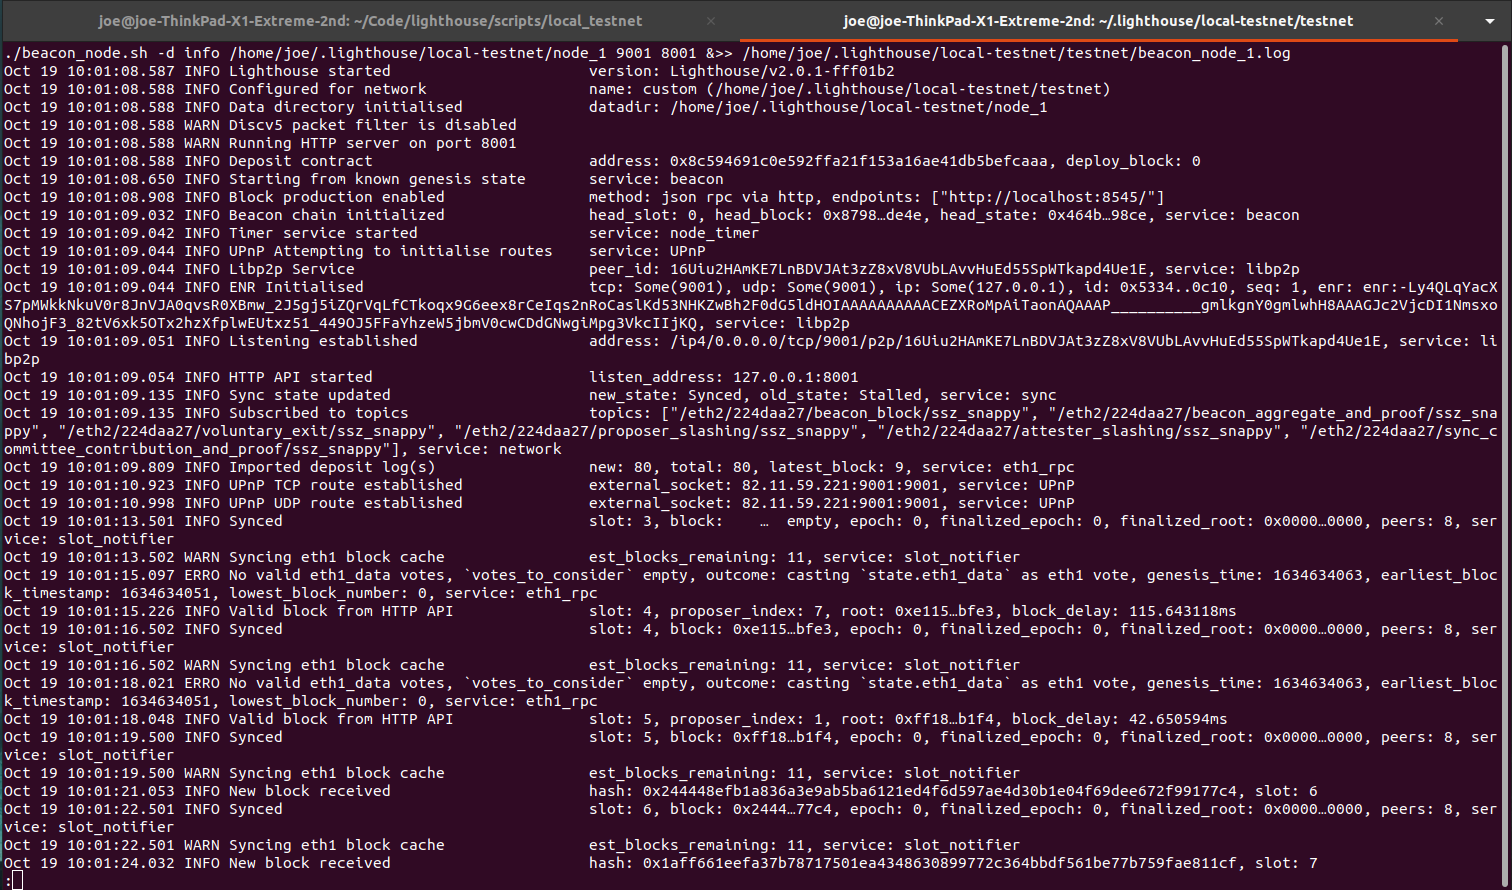 joe@joe-ThinkPad-X1-Extreme-2nd: ~/Code/lighthouse/scripts/local_testnet × joe@joe-ThinkPad-X1-Extreme-2nd: ~/.lighthouse/local-testnet/testnet ×
./beacon_node.sh -d info /home/joe/.lighthouse/local-testnet/node_1 9001 8001 &>> /home/joe/.lighthouse/local-testnet/testnet/beacon_node_1.log
Oct 19 10:01:08.587 INFO Lighthouse started version: Lighthouse/v2.0.1-fff01b2
Oct 19 10:01:08.588 INFO Configured for network name: custom (/home/joe/.lighthouse/local-testnet/testnet)
Oct 19 10:01:08.588 INFO Data directory initialised datadir: /home/joe/.lighthouse/local-testnet/node_1
Oct 19 10:01:08.588 WARN Discv5 packet filter is disabled
Oct 19 10:01:08.588 WARN Running HTTP server on port 8001
Oct 19 10:01:08.588 INFO Deposit contract address: 0x8c594691c0e592ffa21f153a16ae41db5befcaaa, deploy_block: 0
Oct 19 10:01:08.650 INFO Starting from known genesis state service: beacon
Oct 19 10:01:08.908 INFO Block production enabled method: json rpc via http, endpoints: ["http://localhost:8545/"]
Oct 19 10:01:09.032 INFO Beacon chain initialized head_slot: 0, head_block: 0x8798…de4e, head_state: 0x464b…98ce, service: beacon
Oct 19 10:01:09.042 INFO Timer service started service: node_timer
Oct 19 10:01:09.044 INFO UPnP Attempting to initialise routes service: UPnP
Oct 19 10:01:09.044 INFO Libp2p Service peer_id: 16Uiu2HAmKE7LnBDVJAt3zZ8xV8VUbLAvvHuEd55SpWTkapd4Ue1E, service: libp2p
Oct 19 10:01:09.044 INFO ENR Initialised tcp: Some(9001), udp: Some(9001), ip: Some(127.0.0.1), id: 0x5334..0c10, seq: 1, enr: enr:-Ly4QLqYacX
S7pMWkkNkuV0r8JnVJA0qvsR0XBmw_2J5gj5iZQrVqLfCTkoqx9G6eex8rCeIqs2nRoCaslKd53NHKZwBh2F0dG5ldHOIAAAAAAAAAACEZXRoMpAiTaonAQAAAP__________gmlkgnY0gmlwhH8AAAGJc2VjcDI1Nmsxo
QNhojF3_82tV6xk5OTx2hzXfplwEUtxz51_449OJ5FFaYhzeW5jbmV0cwCDdGNwgiMpg3VkcIIjKQ, service: libp2p
Oct 19 10:01:09.051 INFO Listening established address: /ip4/0.0.0.0/tcp/9001/p2p/16Uiu2HAmKE7LnBDVJAt3zZ8xV8VUbLAvvHuEd55SpWTkapd4Ue1E, service: li
bp2p
Oct 19 10:01:09.054 INFO HTTP API started listen_address: 127.0.0.1:8001
Oct 19 10:01:09.135 INFO Sync state updated new_state: Synced, old_state: Stalled, service: sync
Oct 19 10:01:09.135 INFO Subscribed to topics topics: ["/eth2/224daa27/beacon_block/ssz_snappy", "/eth2/224daa27/beacon_aggregate_and_proof/ssz_sna
ppy", "/eth2/224daa27/voluntary_exit/ssz_snappy", "/eth2/224daa27/proposer_slashing/ssz_snappy", "/eth2/224daa27/attester_slashing/ssz_snappy", "/eth2/224daa27/sync_c
ommittee_contribution_and_proof/ssz_snappy"], service: network
Oct 19 10:01:09.809 INFO Imported deposit log(s) new: 80, total: 80, latest_block: 9, service: eth1_rpc
Oct 19 10:01:10.923 INFO UPnP TCP route established external_socket: 82.11.59.221:9001:9001, service: UPnP
Oct 19 10:01:10.998 INFO UPnP UDP route established external_socket: 82.11.59.221:9001:9001, service: UPnP
Oct 19 10:01:13.501 INFO Synced slot: 3, block: … empty, epoch: 0, finalized_epoch: 0, finalized_root: 0x0000…0000, peers: 8, ser
vice: slot_notifier
Oct 19 10:01:13.502 WARN Syncing eth1 block cache est_blocks_remaining: 11, service: slot_notifier
Oct 19 10:01:15.097 ERRO No valid eth1_data votes, `votes_to_consider` empty, outcome: casting `state.eth1_data` as eth1 vote, genesis_time: 1634634063, earliest_bloc
k_timestamp: 1634634051, lowest_block_number: 0, service: eth1_rpc
Oct 19 10:01:15.226 INFO Valid block from HTTP API slot: 4, proposer_index: 7, root: 0xe115…bfe3, block_delay: 115.643118ms
Oct 19 10:01:16.502 INFO Synced slot: 4, block: 0xe115…bfe3, epoch: 0, finalized_epoch: 0, finalized_root: 0x0000…0000, peers: 8, ser
vice: slot_notifier
Oct 19 10:01:16.502 WARN Syncing eth1 block cache est_blocks_remaining: 11, service: slot_notifier
Oct 19 10:01:18.021 ERRO No valid eth1_data votes, `votes_to_consider` empty, outcome: casting `state.eth1_data` as eth1 vote, genesis_time: 1634634063, earliest_bloc
k_timestamp: 1634634051, lowest_block_number: 0, service: eth1_rpc
Oct 19 10:01:18.048 INFO Valid block from HTTP API slot: 5, proposer_index: 1, root: 0xff18…b1f4, block_delay: 42.650594ms
Oct 19 10:01:19.500 INFO Synced slot: 5, block: 0xff18…b1f4, epoch: 0, finalized_epoch: 0, finalized_root: 0x0000…0000, peers: 8, ser
vice: slot_notifier
Oct 19 10:01:19.500 WARN Syncing eth1 block cache est_blocks_remaining: 11, service: slot_notifier
Oct 19 10:01:21.053 INFO New block received hash: 0x244448efb1a836a3e9ab5ba6121ed4f6d597ae4d30b1e04f69dee672f99177c4, slot: 6
Oct 19 10:01:22.501 INFO Synced slot: 6, block: 0x2444…77c4, epoch: 0, finalized_epoch: 0, finalized_root: 0x0000…0000, peers: 8, ser
vice: slot_notifier
Oct 19 10:01:22.501 WARN Syncing eth1 block cache est_blocks_remaining: 11, service: slot_notifier
Oct 19 10:01:24.032 INFO New block received hash: 0x1aff661eefa37b78717501ea4348630899772c364bbdf561be77b759fae811cf, slot: 7
: